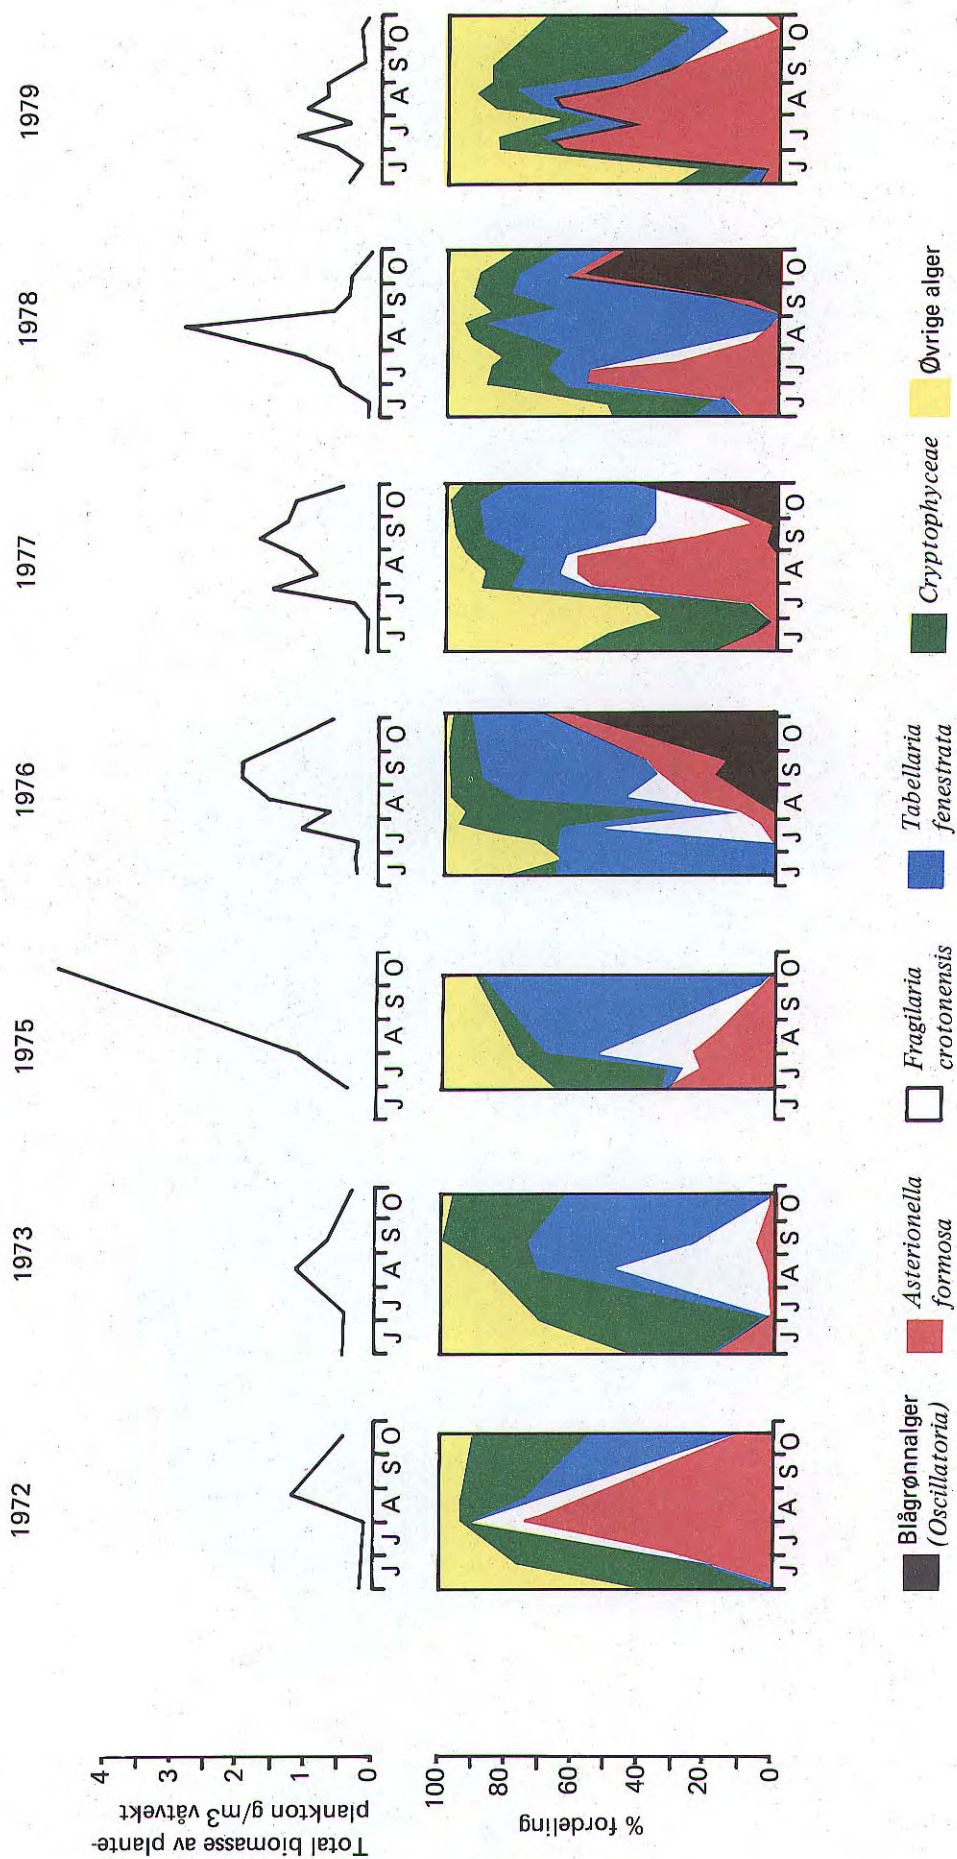 1972
1973
1975
1976
1977
1978
1979
Total biomasse av plante-
plankton g/m3 våtvekt
4
3
2
1
0
J J A S O
J J A S O
J J A S O
J J A S O
J J A S O
J J A S O
J J A S O
% fordeling
100
80
60
40
20
0
J J A S O
J J A S O
J J A S O
J J A S O
J J A S O
J J A S O
J J A S O
Blågrønnalger
(Oscillatoria)
Asterionella
formosa
Fragilaria
crotonensis
Tabellaria
fenestrata
Cryptophyceae
Øvrige alger